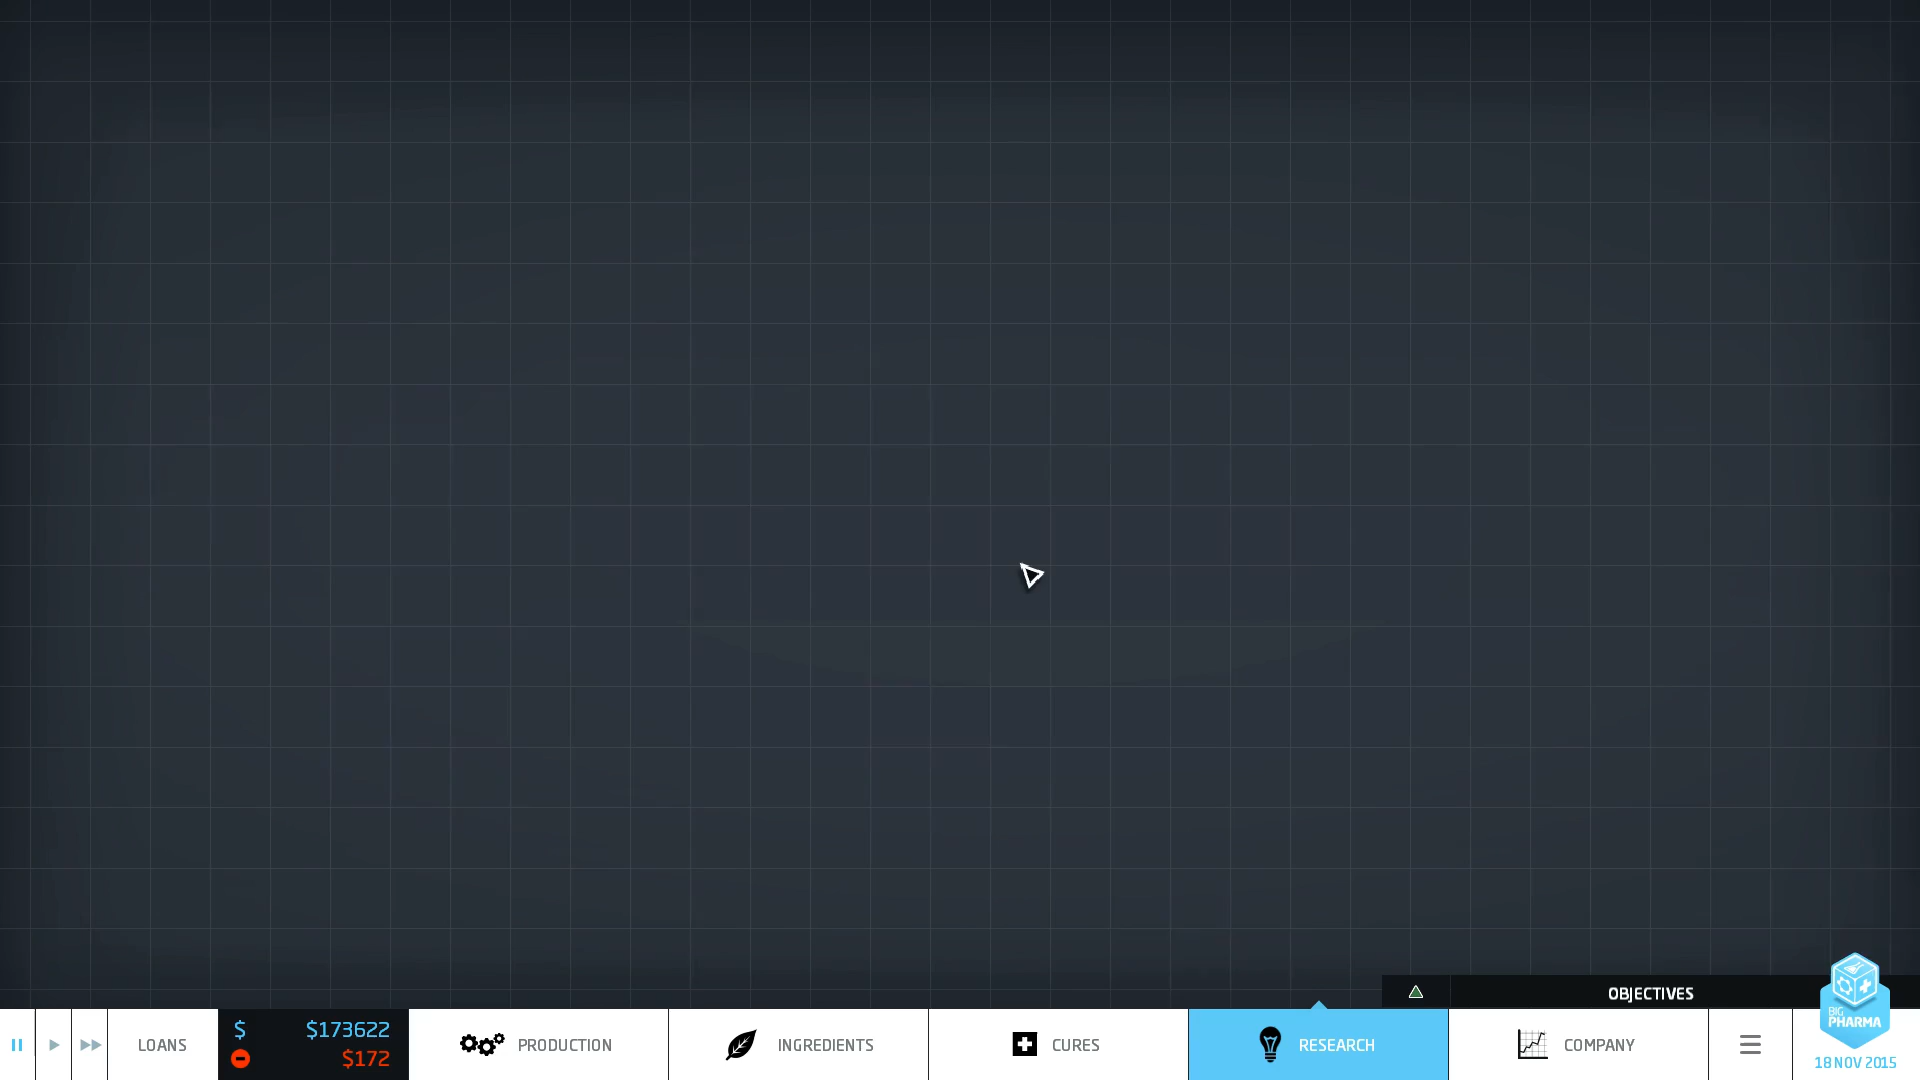 OBJECTIVES
LOANS
$ $173622
$172
PRODUCTION
INGREDIENTS
CURES
RESEARCH
COMPANY
BIG
PHARMA
18 NOV 2015